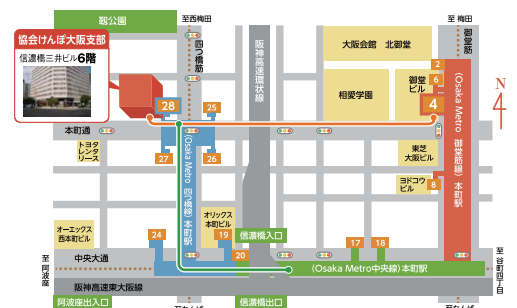 靱公園
至西梅田
至 梅田
協会けんぽ大阪支部
信濃橋三井ビル6階
四つ橋筋
阪神高速環状線
大阪会館 北御堂
御堂筋
相愛学園
御堂
ビル
2
6
4
N
28
25
本町通
27
26
トヨタ
レンタ
リース
(Osaka Metro 四つ橋線) 本町駅
(Osaka Metro 御堂筋線) 本町駅
東芝
大阪ビル
ヨドコウ
ビル
8
オーエックス
西本町ビル
オリックス
本町ビル
24
19
20
信濃橋入口
17
18
至 阿波座
中央大通
(Osaka Metro中央線)本町駅
至 谷町四丁目
阪神高速東大阪線
阿波座出入口
信濃橋出口